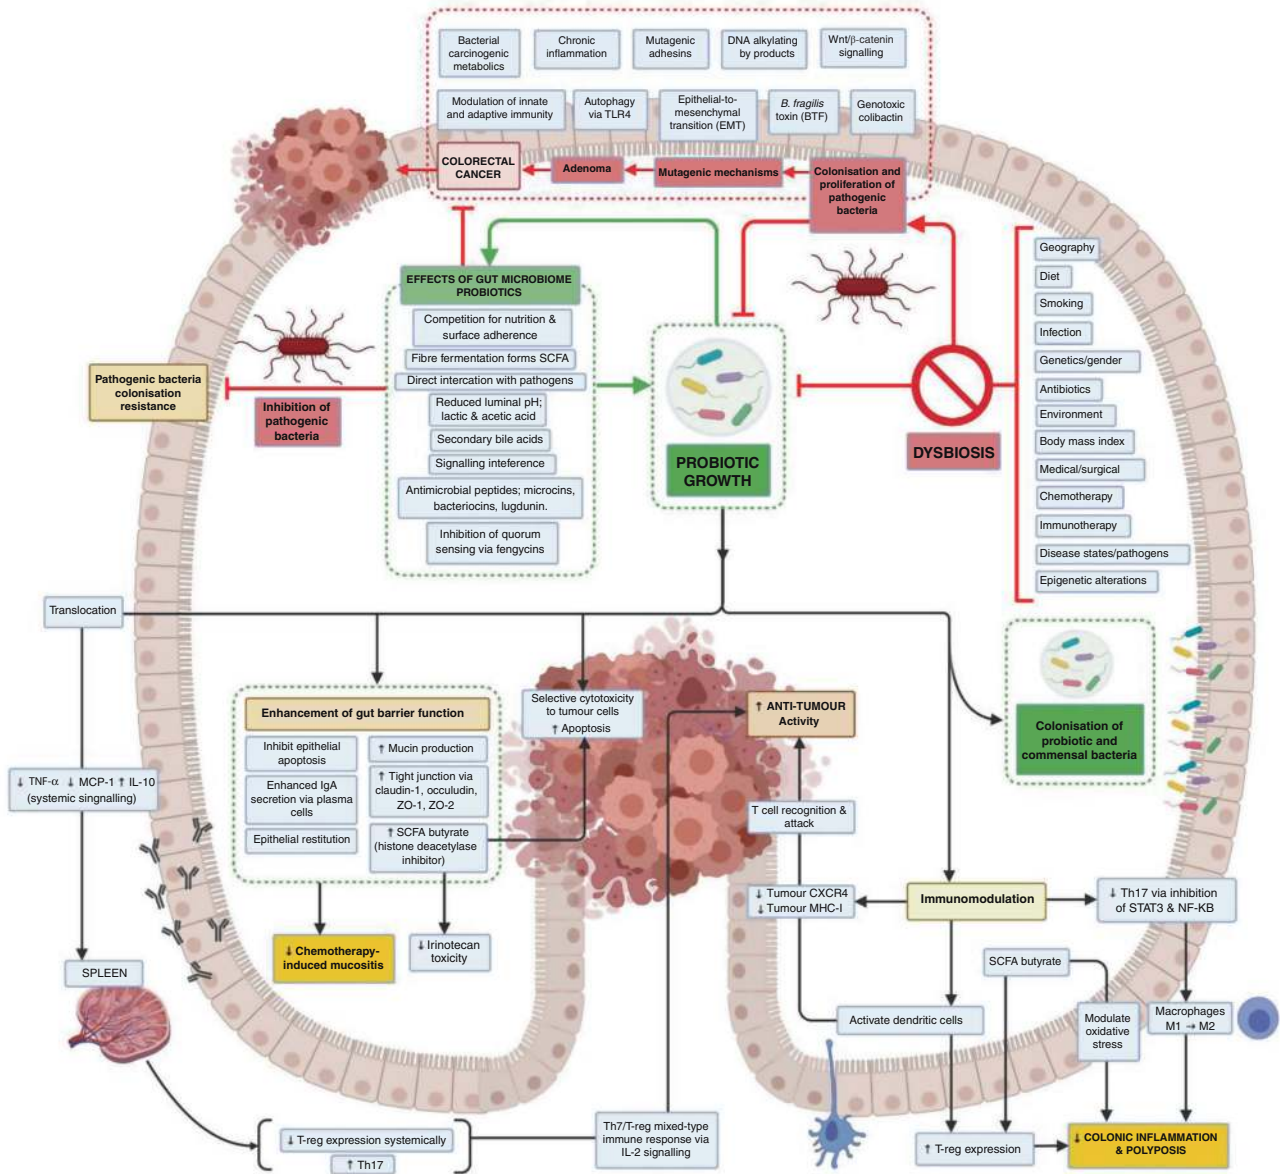 Bacterial
carcinogenic
metabolics
Chronic
inflammation
Mutagenic
adhesins
DNA alkylating
by products
Wnt/β-catenin
signalling
Modulation of innate
and adaptive immunity
Autophagy
via TLR4
Epithelial-to-
mesenchymal
transition (EMT)
B. fragilis
toxin (BTF)
Genotoxic
colibactin
COLORECTAL
CANCER
Adenoma
Mutagenic mechanisms
Colonisation and
proliferation of
pathogenic
bacteria
EFFECTS OF GUT MICROBIOME
PROBIOTICS
Competition for nutrition &
surface adherence
Fibre fermentation forms SCFA
Direct intercation with pathogens
Reduced luminal pH;
lactic & acetic acid
Secondary bile acids
Signalling inteference
Antimicrobial peptides; microcins,
bacteriocins, lugdunin.
Inhibition of quorum
sensing via fengycins
Pathogenic bacteria
colonisation
resistance
Inhibition of
pathogenic
bacteria
PROBIOTIC
GROWTH
DYSBIOSIS
Geography
Diet
Smoking
Infection
Genetics/gender
Antibiotics
Environment
Body mass index
Medical/surgical
Chemotherapy
Immunotherapy
Disease states/pathogens
Epigenetic alterations
Translocation
↓ TNF-α ↓ MCP-1 ↑ IL-10
(systemic singnalling)
SPLEEN
Enhancement of gut barrier function
Inhibit epithelial
apoptosis
Enhanced IgA
secretion via plasma
cells
Epithelial restitution
↑ Mucin production
↑ Tight junction via
claudin-1, occuludin,
ZO-1, ZO-2
↑ SCFA butyrate
(histone deacetylase
inhibitor)
↓ Chemotherapy-
induced mucositis
↓ Irinotecan
toxicity
Selective cytotoxicity
to tumour cells
↑ Apoptosis
↑ ANTI-TUMOUR
Activity
T cell recognition &
attack
↓ Tumour CXCR4
↓ Tumour MHC-I
Immunomodulation
↓ Th17 via inhibition
of STAT3 & NF-KB
Colonisation of
probiotic and
commensal bacteria
SCFA butyrate
Activate dendritic cells
Modulate
oxidative
stress
Macrophages
M1 → M2
↓ T-reg expression systemically
↑ Th17
Th7/T-reg mixed-type
immune response via
IL-2 signalling
↑ T-reg expression
↓ COLONIC INFLAMMATION
& POLYPOSIS